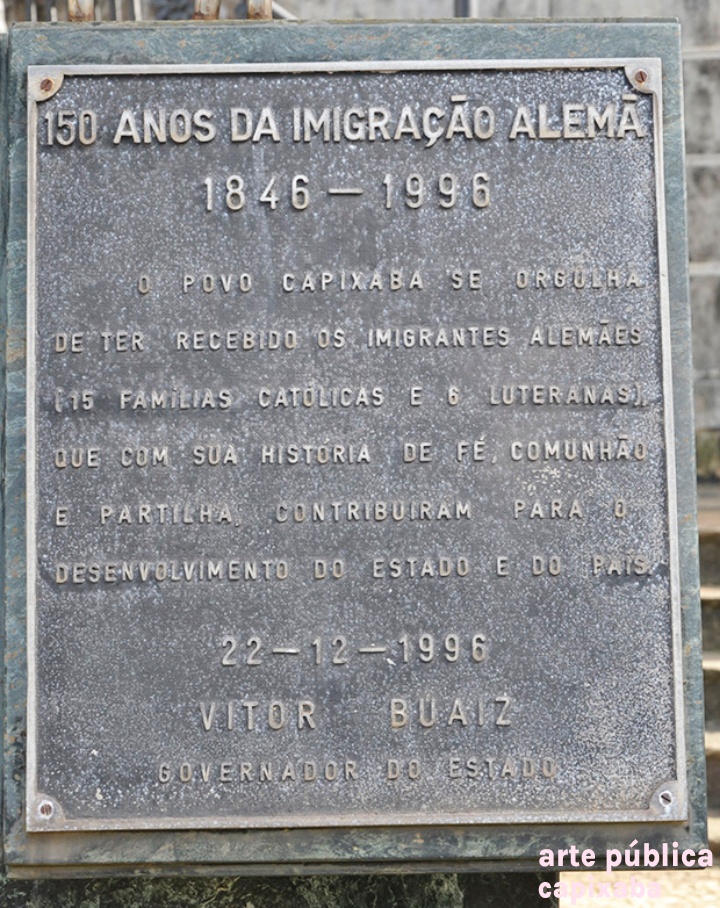 150 ANOS DA IMIGRAÇÃO ALEMÃ
1846 — 1996
O POVO CAPIXABA SE ORGULHA
DE TER RECEBIDO OS IMIGRANTES ALEMÃES
(15 FAMÍLIAS CATÓLICAS E 6 LUTERANAS),
QUE COM SUA HISTÓRIA DE FÉ, COMUNHÃO
E PARTILHA, CONTRIBUIRAM PARA O
DESENVOLVIMENTO DO ESTADO E DO PAIS.
22-12-1996
VITOR BUAIZ
GOVERNADOR DO ESTADO
arte pública
capixaba